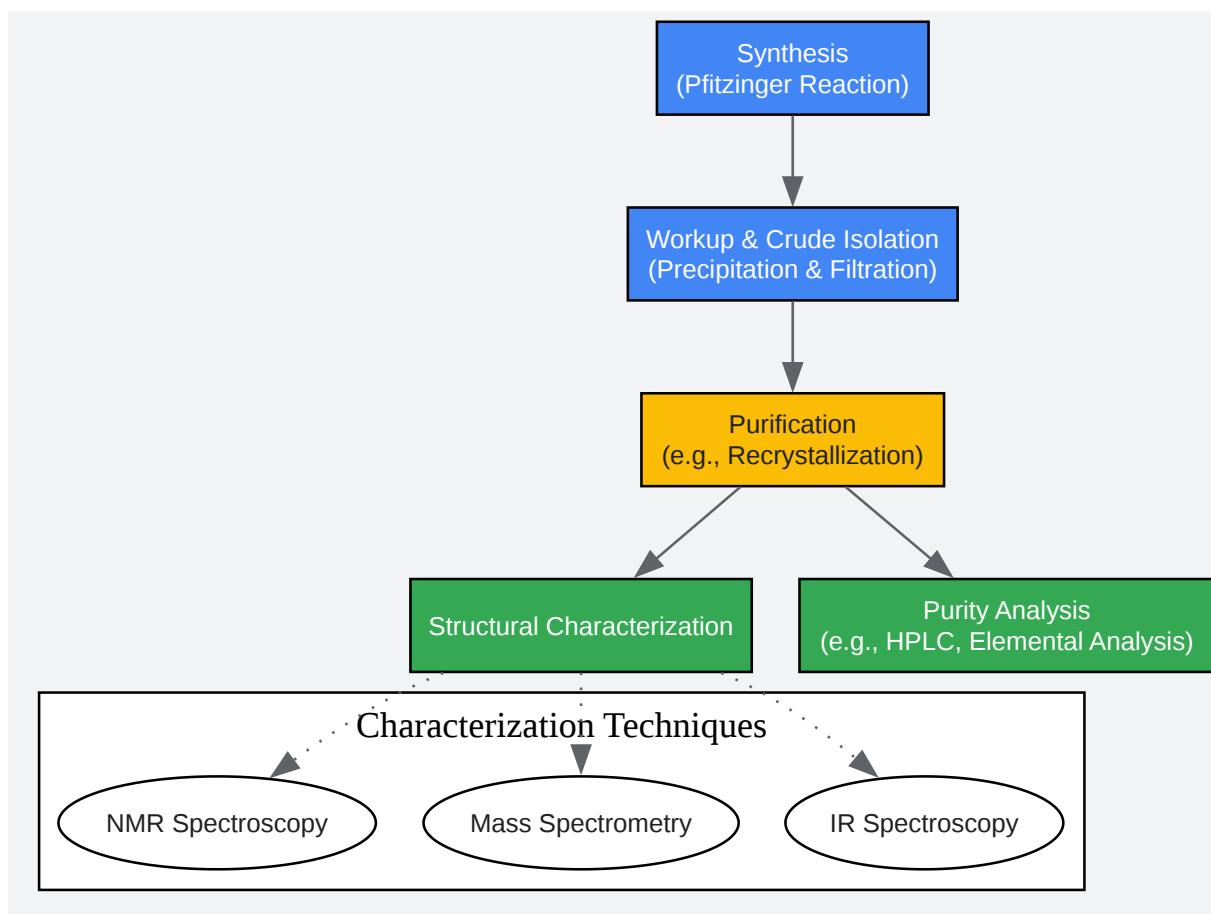 Synthesis
(Pfitzinger Reaction)
Workup & Crude Isolation
(Precipitation & Filtration)
Purification
(e.g., Recrystallization)
Structural Characterization
Purity Analysis
(e.g., HPLC, Elemental Analysis)
Characterization Techniques
NMR Spectroscopy
Mass Spectrometry
IR Spectroscopy